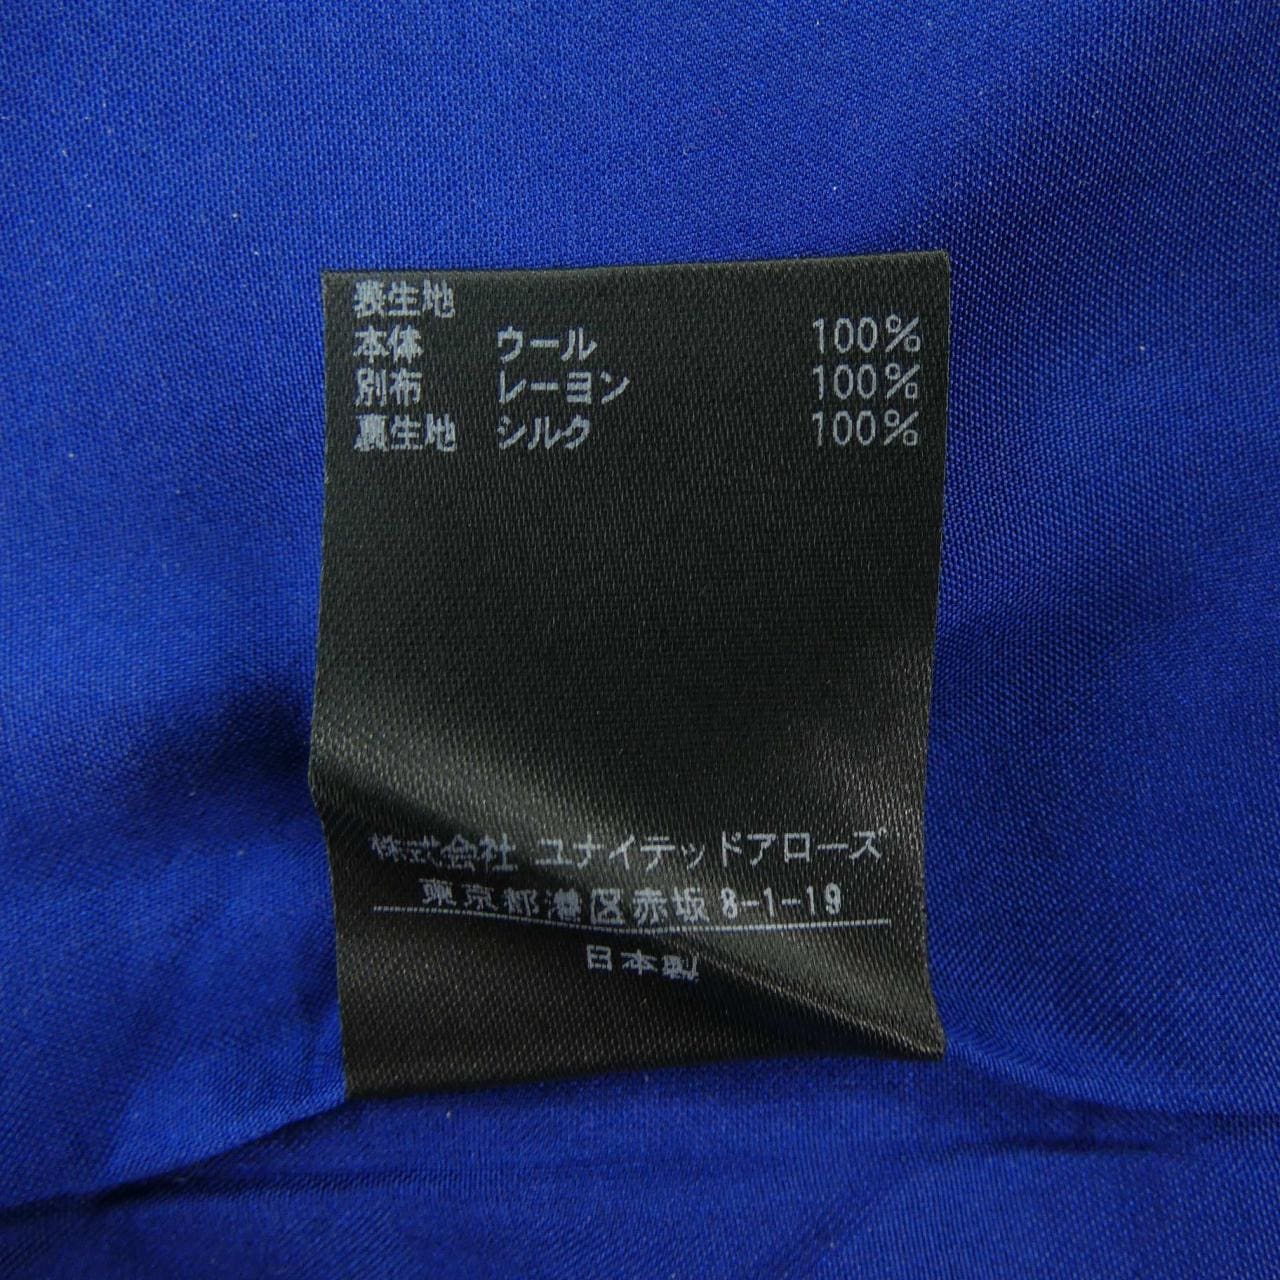 表生地
本体 ウール 100%
別布 レーヨン 100%
裏生地 シルク 100%
株式会社 ユナイテッドアローズ
東京都港区赤坂8-1-19
日本製